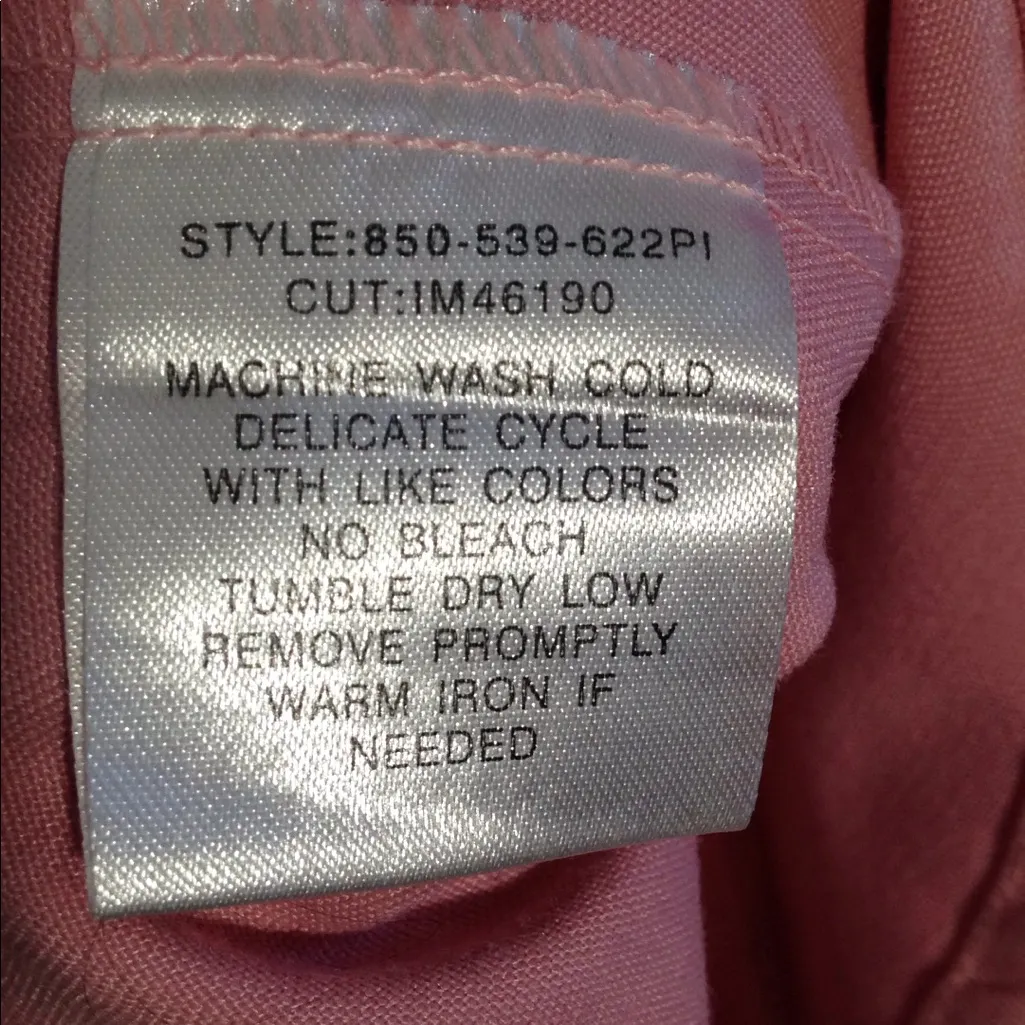 STYLE:850-539-622PI
CUT:IM46190
MACHINE WASH COLD
DELICATE CYCLE
WITH LIKE COLORS
NO BLEACH
TUMBLE DRY LOW
REMOVE PROMPTLY
WARM IRON IF
NEEDED